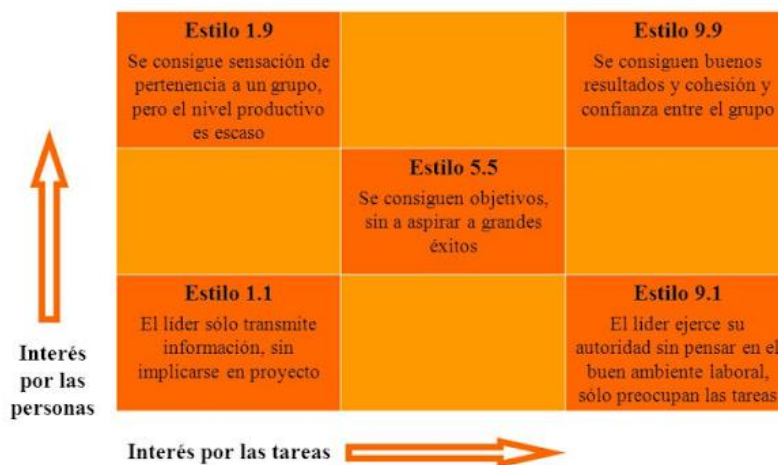 Estilo 1.9
Se consigue sensación de
pertenencia a un grupo,
pero el nivel productivo
es escaso
Estilo 9.9
Se consiguen buenos
resultados y cohesión y
confianza entre el grupo
Estilo 5.5
Se consiguen objetivos,
sin a aspirar a grandes
éxitos
Estilo 1.1
El líder sólo transmite
información, sin
implicarse en proyecto
Estilo 9.1
El líder ejerce su
autoridad sin pensar en el
buen ambiente laboral,
sólo preocupan las tareas
Interés
por las
personas
Interés por las tareas